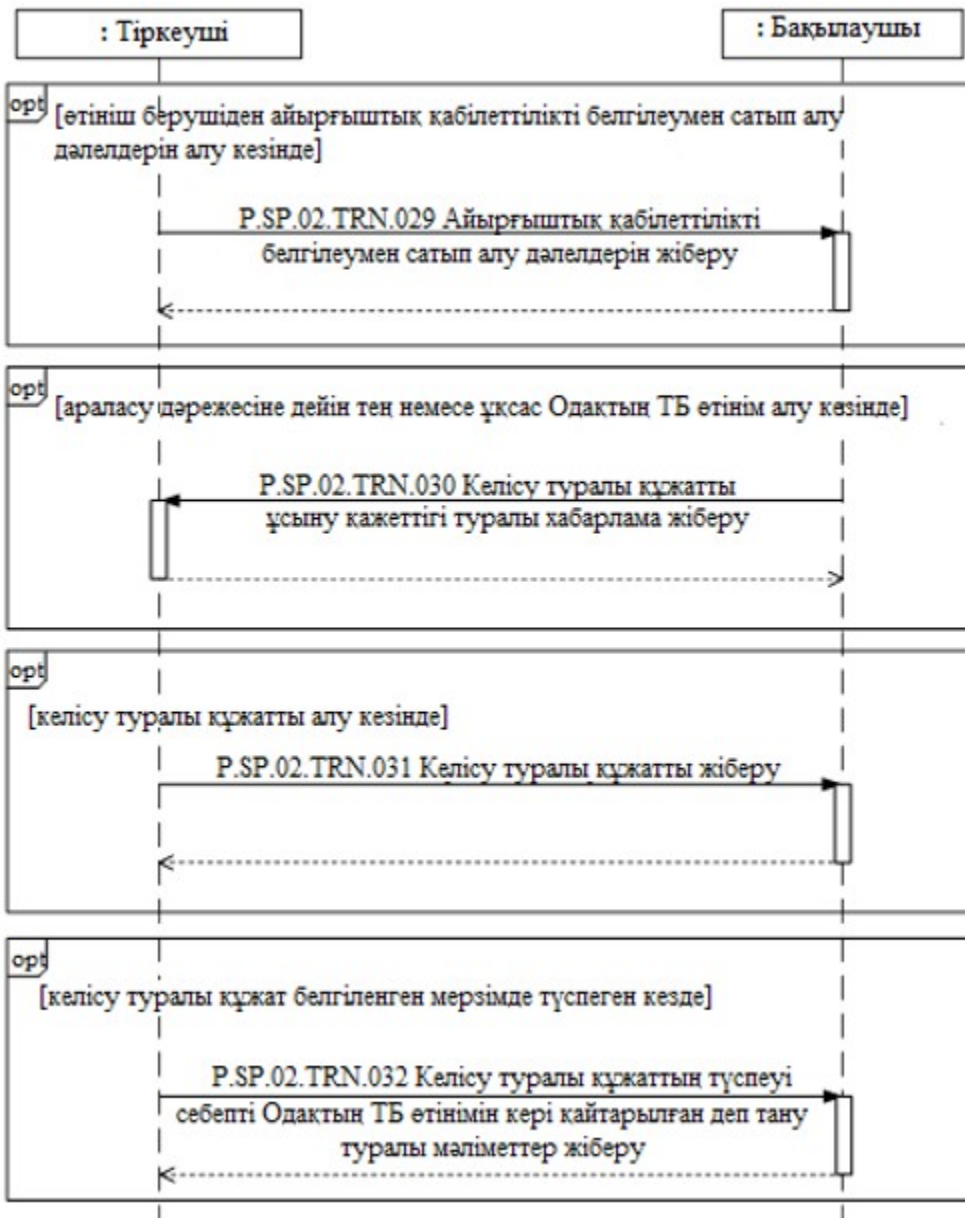 : Тіркеуші
: Бақылаушы
opt
[өтініш берушіден айырғыштық қабілеттілікті белгілеумен сатып алу
дәлелдерін алу кезінде]
P.SP.02.TRN.029 Айырғыштық қабілеттілікті
белгілеумен сатып алу дәлелдерін жіберу
opt
[араласу дәрежесіне дейін тең немесе ұқсас Одақтың ТБ өтінім алу кезінде]
P.SP.02.TRN.030 Келісу туралы құжатты
ұсыну қажеттігі туралы хабарлама жіберу
opt
[келісу туралы құжатты алу кезінде]
P.SP.02.TRN.031 Келісу туралы құжатты жіберу
opt
[келісу туралы құжат белгіленген мерзімде түспеген кезде]
P.SP.02.TRN.032 Келісу туралы құжаттың түспеуі
себепті Одақтың ТБ өтінімін кері қайтарылған деп тану
туралы мәліметтер жіберу